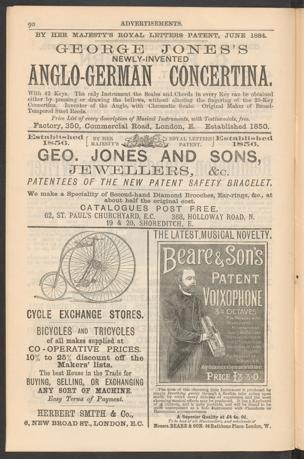 90 ADVERTISEMENTS.
BY HER MAJESTY'S ROYAL LETTERS PATENT, JUNE 1884.
GEORGE JONES'S
NEWLY-INVENTED
ANGLO-GERMAN CONCERTINA.
With 42 Keys. The only Instrument the Scales and Chords in every Key can be obtained
either by pressing or drawing the bellows, without altering the fingering of the 20-Key
Concertina. Inventor of the Anglo, with Chromatic Scale. Original Maker of Broad-
Tempered Steel Reeds.
Price List of every description of Musical Instruments, with Testimonials, free.
Factory, 350, Commercial Road, London, E. Established 1850.
Established 1856. BY HER MAJESTY'S ROYAL LETTERS PATENT. Established 1856.
GEO. JONES AND SONS,
JEWELLERS, &c.
PATENTEES OF THE NEW PATENT SAFETY BRACELET.
We make a Speciality of Second-hand Diamond Brooches, Ear-rings, &c., at
about half the original cost.
CATALOGUES POST FREE.
62, ST. PAUL'S CHURCHYARD, E.C. 368, HOLLOWAY ROAD, N.
19 & 20, SHOREDITCH, E.
CYCLE EXCHANGE STORES.
BICYCLES AND TRICYCLES
of all makes supplied at
CO-OPERATIVE PRICES.
10% to 25% discount off the
Makers' lists.
The best House in the Trade for
BUYING, SELLING, OR EXCHANGING
ANY SORT OF MACHINE.
Easy Terms of Payment.
HERBERT SMITH & Co.,
6, NEW BROAD ST., LONDON, E.C.
THE LATEST, MUSICAL NOVELTY.
Beare & Son's
PATENT
VOIXOPHONE
3¼ OCTAVES
A Superior Quality at
Messrs. BEARE & SON, 34 Rathbone Place London, W.